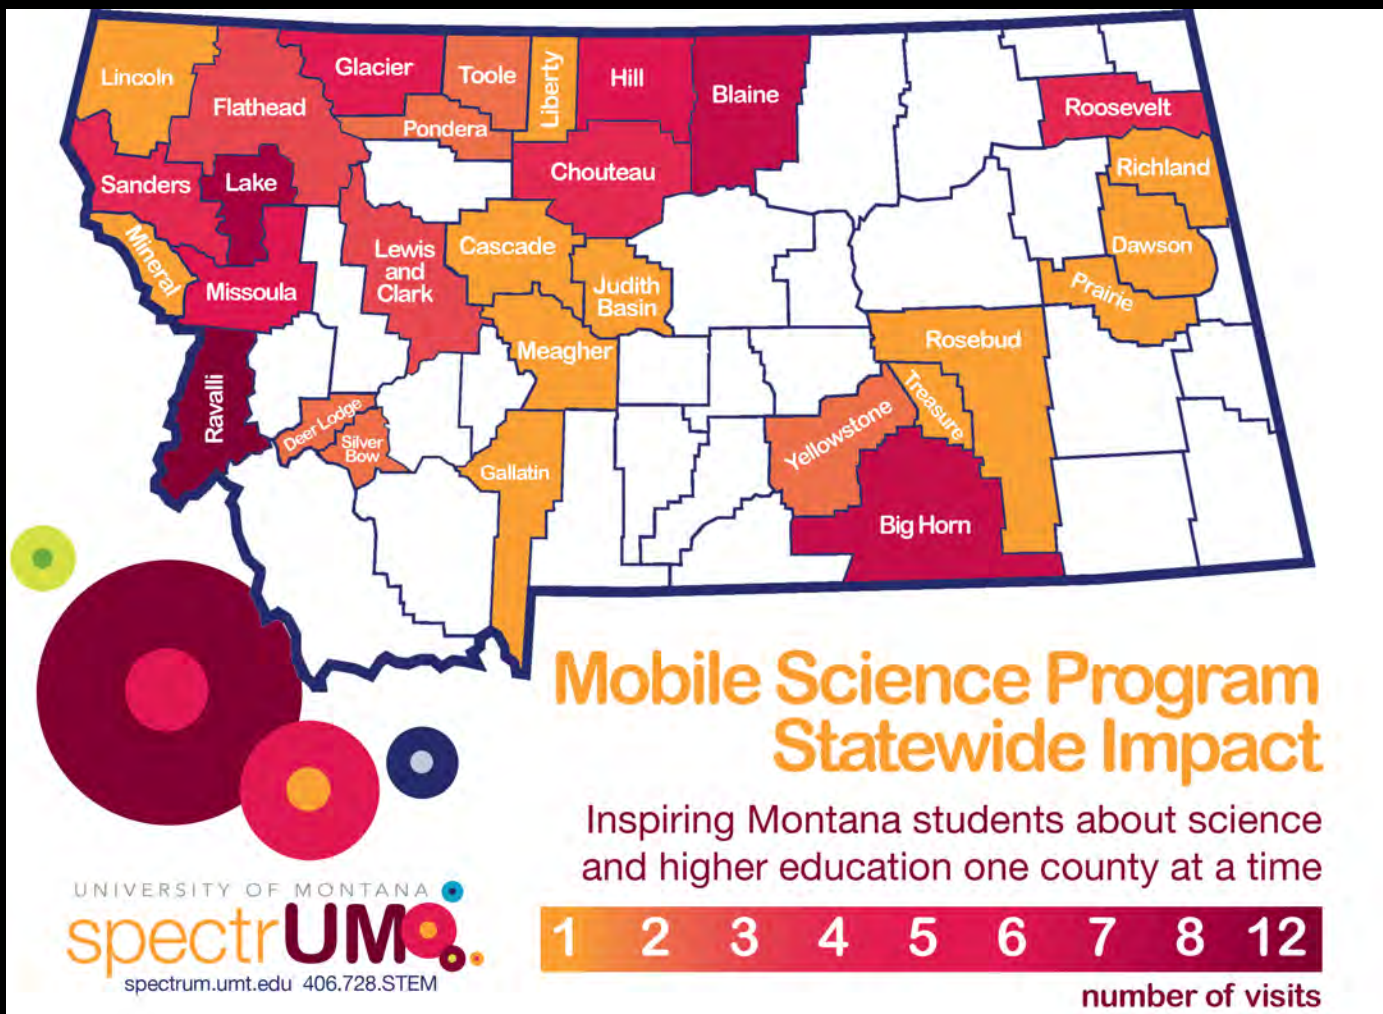 Lincoln
Flathead
Glacier
Toole
Liberty
Hill
Blaine
Roosevelt
Pondera
Chouteau
Richland
Sanders
Lake
Mineral
Missoula
Lewis
and
Clark
Cascade
Judith
Basin
Dawson
Prairie
Meagher
Rosebud
Treasure
Ravalli
Deer Lodge
Silver
Bow
Gallatin
Yellowstone
Big Horn
Mobile Science Program
Statewide Impact
Inspiring Montana students about science
and higher education one county at a time
UNIVERSITY OF MONTANA
spectrUM
spectrum.umt.edu 406.728.STEM
1 2 3 4 5 6 7 8 12
number of visits